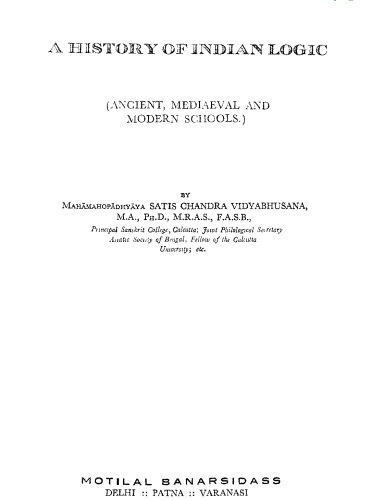 A HISTORY OF INDIAN LOGIC
(ANCIENT, MEDIAEVAL AND
MODERN SCHOOLS.)
BY
MAHĀMAHOPĀDHYĀYA SATIS CHANDRA VIDYABHUSANA,
M.A., PH.D., M.R.A.S., F.A.S.B.,
Principal Sanskrit College, Calcutta; Joint Philological Secretary
Asiatic Society of Bengal, Fellow of the Calcutta
University; etc.
MOTILAL BANARSIDASS
DELHI :: PATNA :: VARANASI